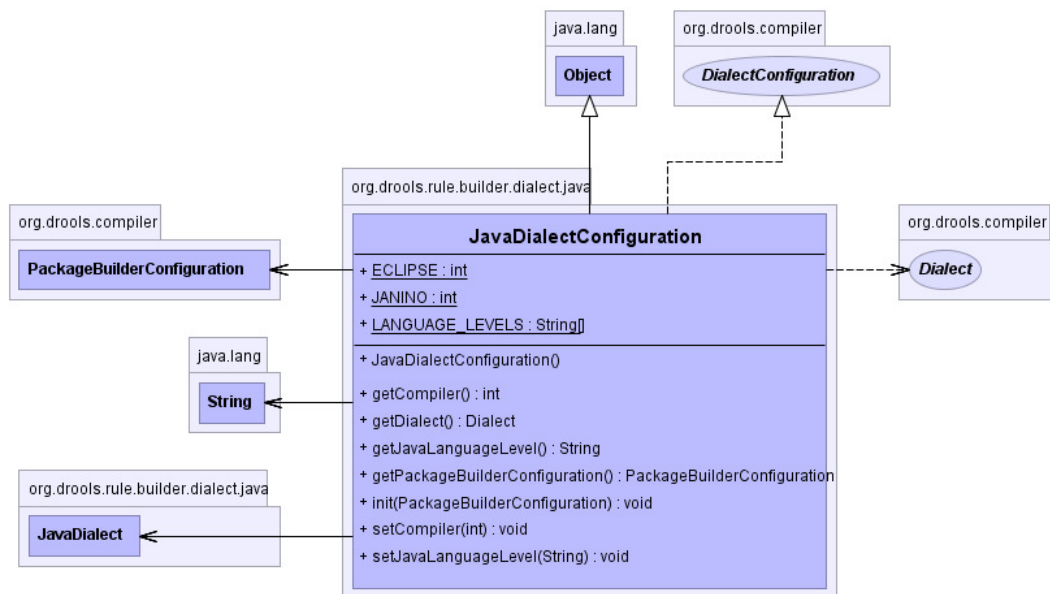 java.lang
Object
org.drools.compiler
DialectConfiguration
org.drools.compiler
PackageBuilderConfiguration
java.lang
String
org.drools.rule.builder.dialect.java
JavaDialect
org.drools.rule.builder.dialect.java
JavaDialectConfiguration
+ ECLIPSE : int
+ JANINO : int
+ LANGUAGE_LEVELS : String[]
+ JavaDialectConfiguration()
+ getCompiler() : int
+ getDialect() : Dialect
+ getJavaLanguageLevel() : String
+ getPackageBuilderConfiguration() : PackageBuilderConfiguration
+ init(PackageBuilderConfiguration) : void
+ setCompiler(int) : void
+ setJavaLanguageLevel(String) : void
org.drools.compiler
Dialect